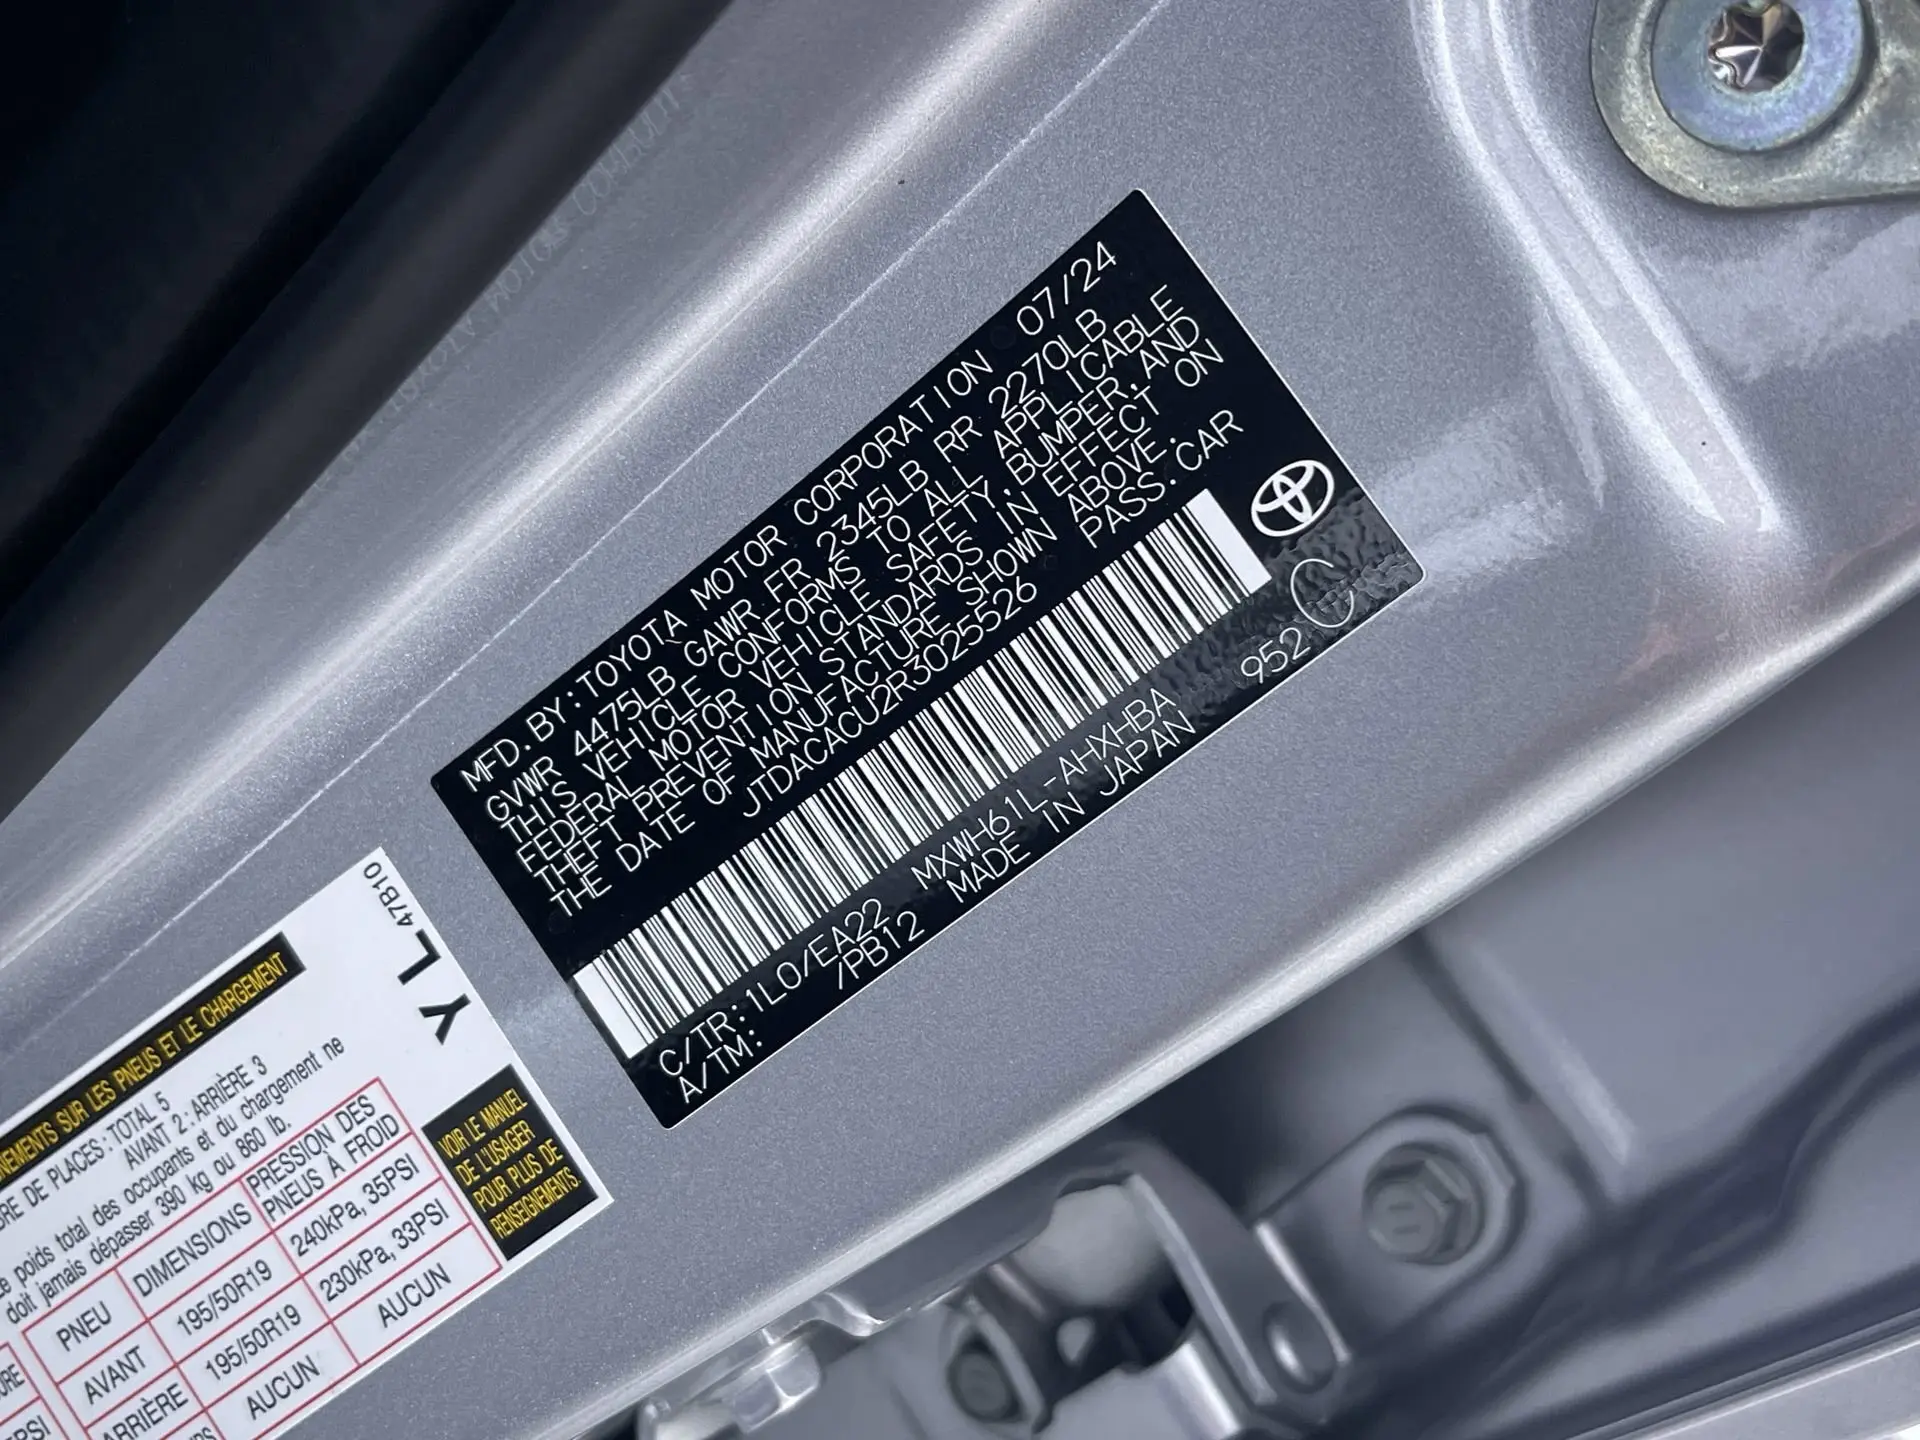 MFD.BY:TOYOTA MOTOR CORPORATION 07/24
GVWR 4475LB GAWR FR 2345LB RR 2270LB
THIS VEHICLE CONFORMS TO ALL APPLICABLE
FEDERAL MOTOR VEHICLE SAFETY,BUMPER,AND
THEFT PREVENTION STANDARDS IN EFFECT ON
THE DATE OF MANUFACTURE SHOWN ABOVE.
JTDACACU2R3025526 PASS.CAR
C/TR:1L0/EA22 MXWH61L-AHXHBA 952
A/TM: /PB12 MADE IN JAPAN
C
47B10
Y L
SUR LES PNEUS ET LE CHARGEMENT
DE PLACES:TOTAL 5
AVANT 2:ARRIÈRE 3
poids total des occupants et du chargement ne
doit jamais dépasser 390 kg ou 860 lb.
PNEU DIMENSIONS PRESSION DES PNEUS À FROID
AVANT 195/50R19 240kPa, 35PSI
ARRIÈRE 195/50R19 230kPa, 33PSI
AUCUN AUCUN
VOIR LE MANUEL
DE L'USAGER
POUR PLUS DE
RENSEIGNEMENTS.